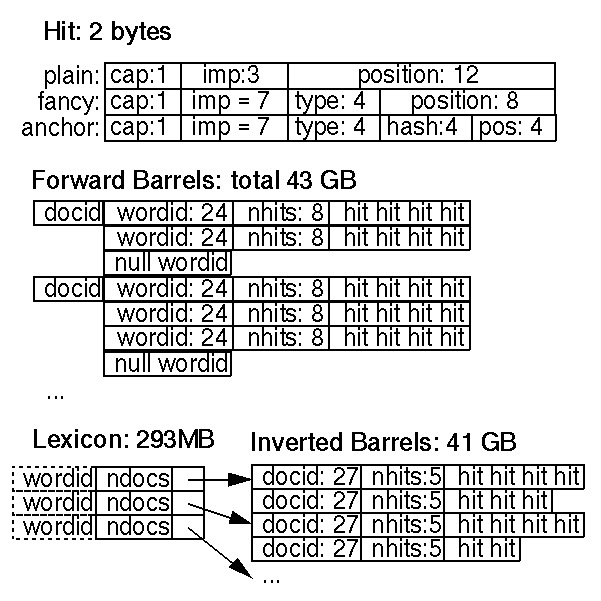 Hit: 2 bytes
plain: cap:1 imp:3 position: 12
fancy: cap:1 imp = 7 type: 4 position: 8
anchor: cap:1 imp = 7 type: 4 hash:4 pos: 4
Forward Barrels: total 43 GB
docid wordid: 24 nhits: 8 hit hit hit hit
wordid: 24 nhits: 8 hit hit hit hit
null wordid
docid wordid: 24 nhits: 8 hit hit hit hit
wordid: 24 nhits: 8 hit hit hit hit
wordid: 24 nhits: 8 hit hit hit hit
null wordid
...
Lexicon: 293MB
wordid ndocs
wordid ndocs
wordid ndocs
Inverted Barrels: 41 GB
docid: 27 nhits:5 hit hit hit hit
docid: 27 nhits:5 hit hit hit
docid: 27 nhits:5 hit hit hit hit
docid: 27 nhits:5 hit hit
...